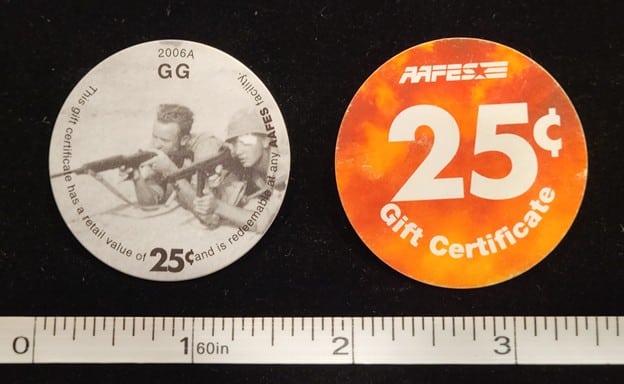 2006A
GG
This gift certificate has a retail value of 25¢ and is redeemable at any AAFES facility.
AAFES
25¢
Gift Certificate
0 1 60in 2 3